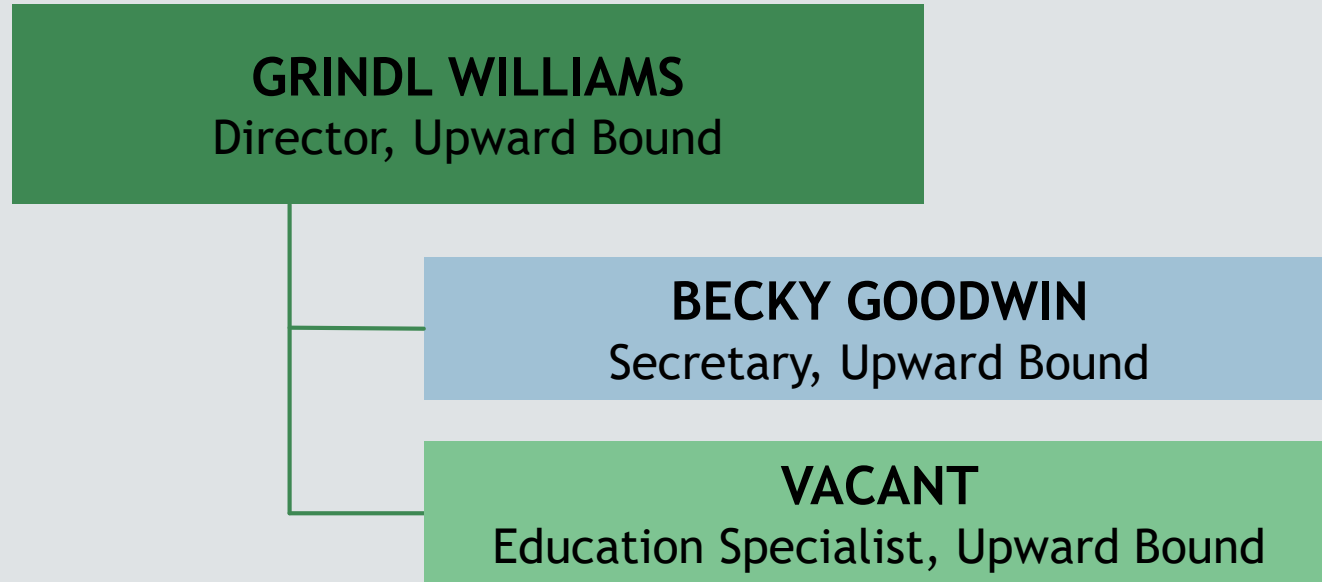 GRINDL WILLIAMS
Director, Upward Bound
BECKY GOODWIN
Secretary, Upward Bound
VACANT
Education Specialist, Upward Bound